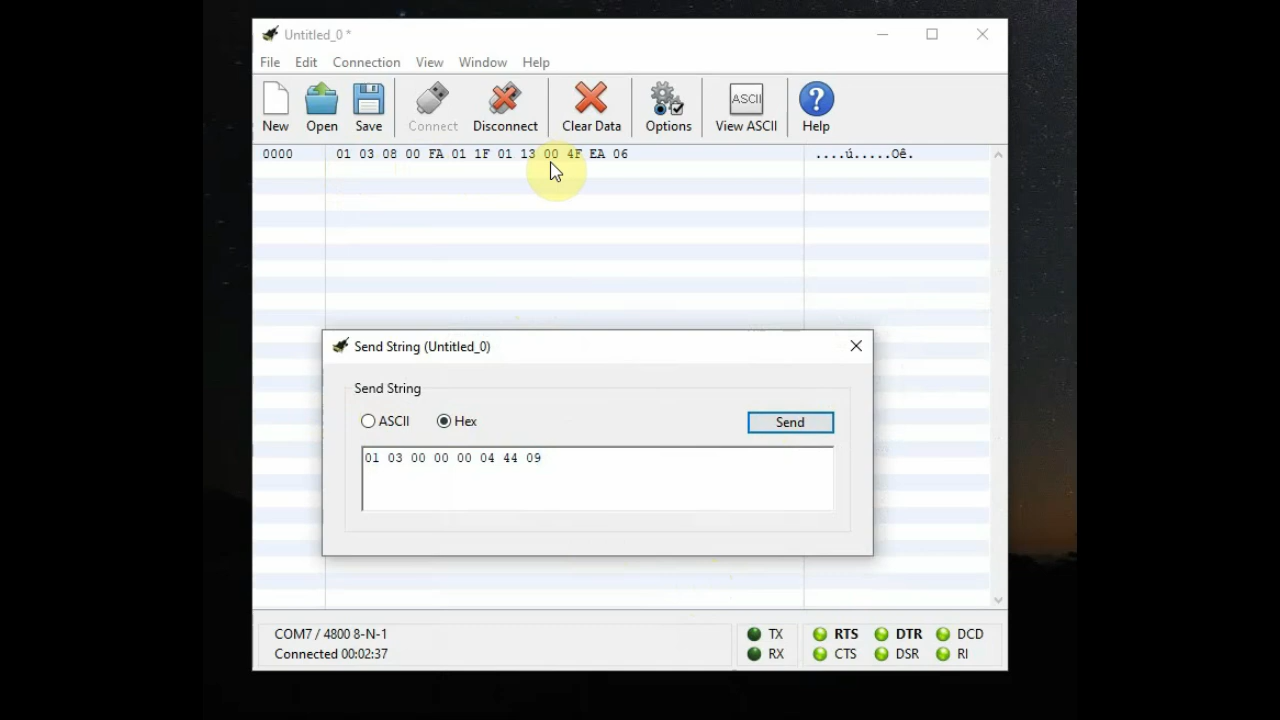 Untitled_0 *
File Edit Connection View Window Help
New Open Save Connect Disconnect Clear Data Options ASCII View ASCII ? Help
0000 01 03 08 00 FA 01 1F 01 13 00 4F EA 06 ....ú.....Oê.
Send String (Untitled_0)
Send String
ASCII Hex Send
01 03 00 00 00 04 44 09
COM7 / 4800 8-N-1 TX RTS DTR DCD
Connected 00:02:37 RX CTS DSR RI